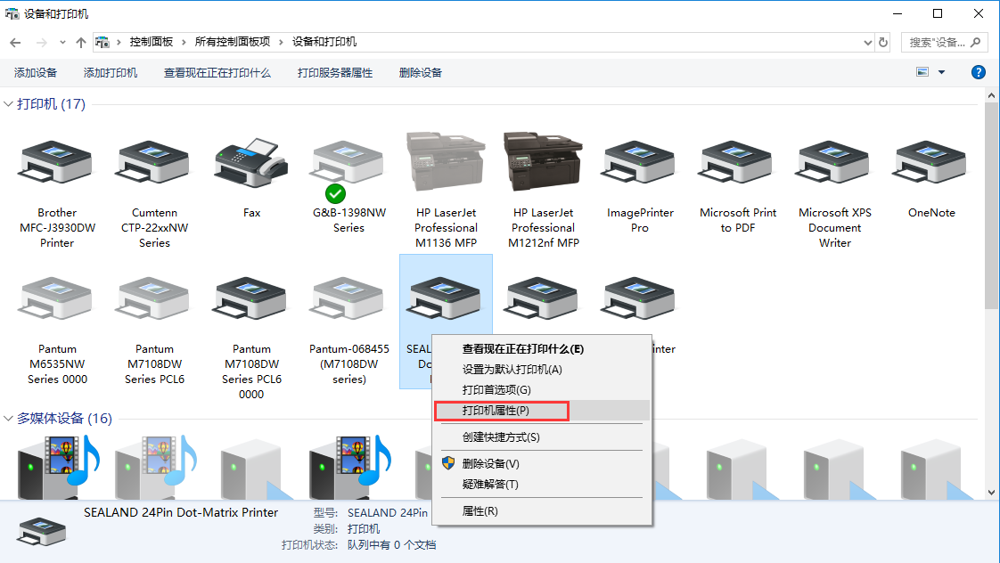 设备和打印机
控制面板 › 所有控制面板项 › 设备和打印机
搜索"设备...
添加设备 添加打印机 查看现在正在打印什么 打印服务器属性 删除设备
打印机 (17)
Brother
MFC-J3930DW
Printer
Cumtenn
CTP-22xxNW
Series
Fax
G&B-1398NW
Series
HP LaserJet
Professional
M1136 MFP
HP LaserJet
Professional
M1212nf MFP
ImagePrinter
Pro
Microsoft Print
to PDF
Microsoft XPS
Document
Writer
OneNote
Pantum
M6535NW
Series 0000
Pantum
M7108DW
Series PCL6
Pantum
M7108DW
Series PCL6
0000
Pantum-068455
(M7108DW
series)
SEAL
Do
inter
查看现在正在打印什么(E)
设置为默认打印机(A)
打印首选项(G)
打印机属性(P)
创建快捷方式(S)
删除设备(V)
疑难解答(T)
属性(R)
多媒体设备 (16)
SEALAND 24Pin Dot-Matrix Printer
型号: SEALAND 24Pin
类别: 打印机
打印机状态: 队列中有 0 个文档